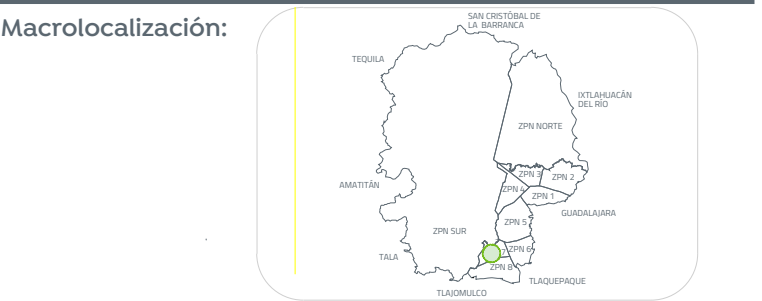 Macrolocalización:
SAN CRISTÓBAL DE
LA BARRANCA
TEQUILA
IXTLAHUACÁN
DEL RÍO
ZPN NORTE
ZPN 3
ZPN 2
AMATITÁN
ZPN 4
ZPN 1
GUADALAJARA
ZPN 5
ZPN SUR
7
ZPN 6
TALA
ZPN 8
TLAQUEPAQUE
TLAJOMULCO